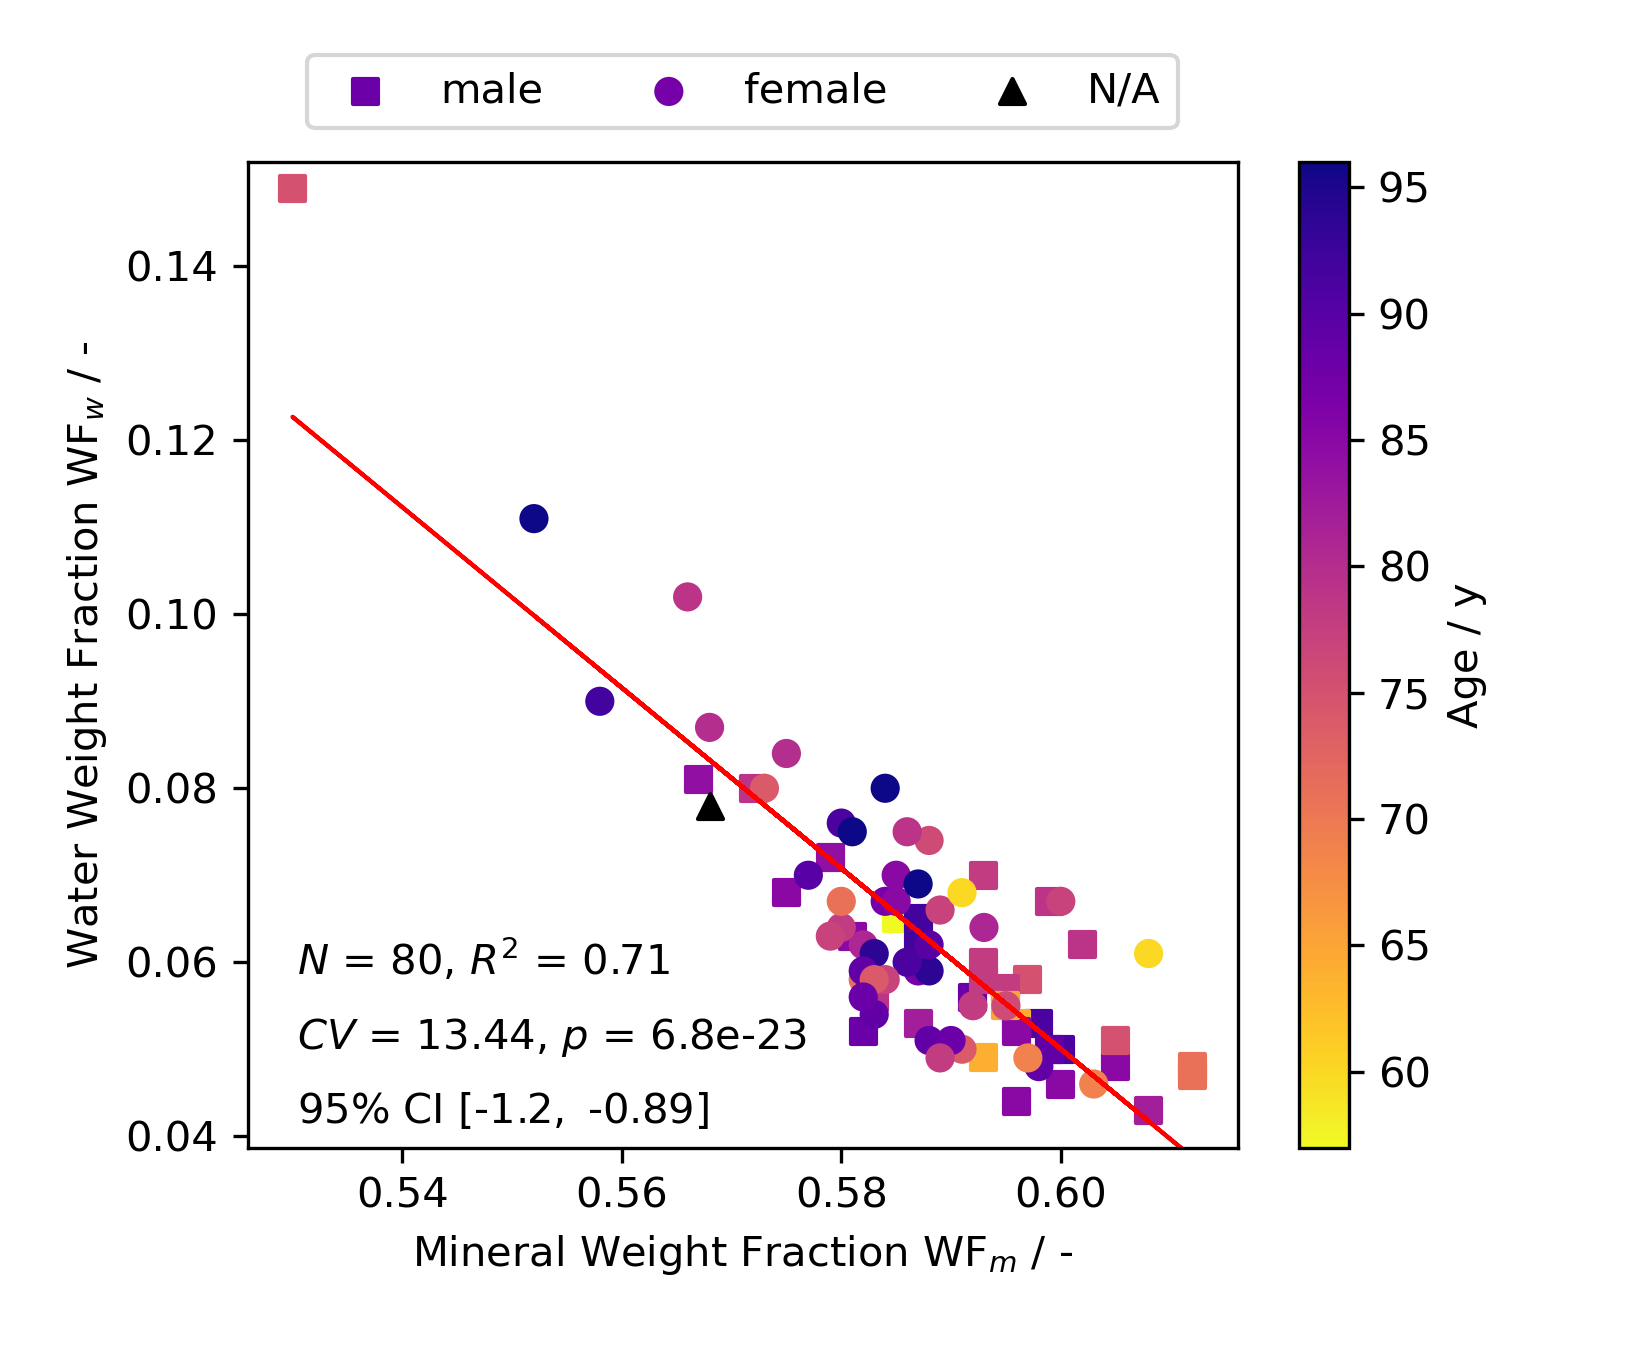 male female N/A
0.14
0.12
0.10
0.08
0.06
0.04
Water Weight Fraction WF_w / -
N = 80, R² = 0.71
CV = 13.44, p = 6.8e-23
95% CI [-1.2, -0.89]
0.54 0.56 0.58 0.60
Mineral Weight Fraction WF_m / -
95
90
85
80
75
70
65
60
Age / y